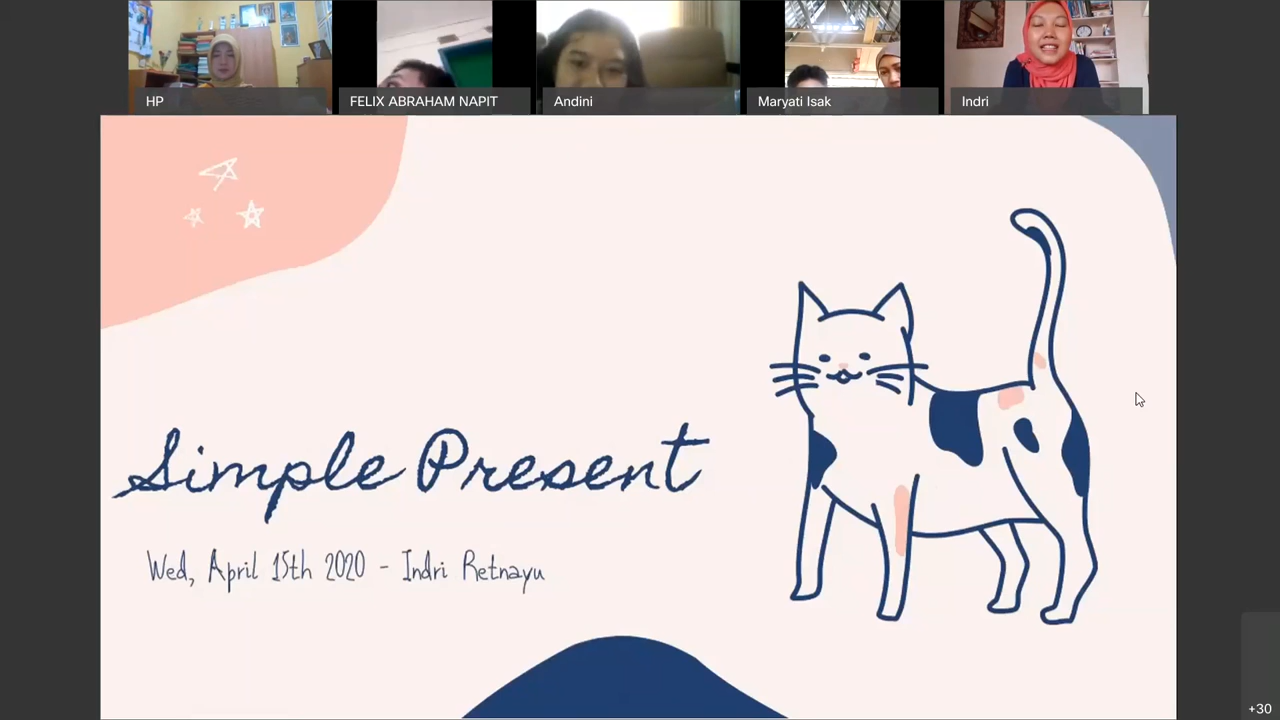 HP
FELIX ABRAHAM NAPIT
Andini
Maryati Isak
Indri
Simple Present
Wed, April 15th 2020 - Indri Retnayu
+30